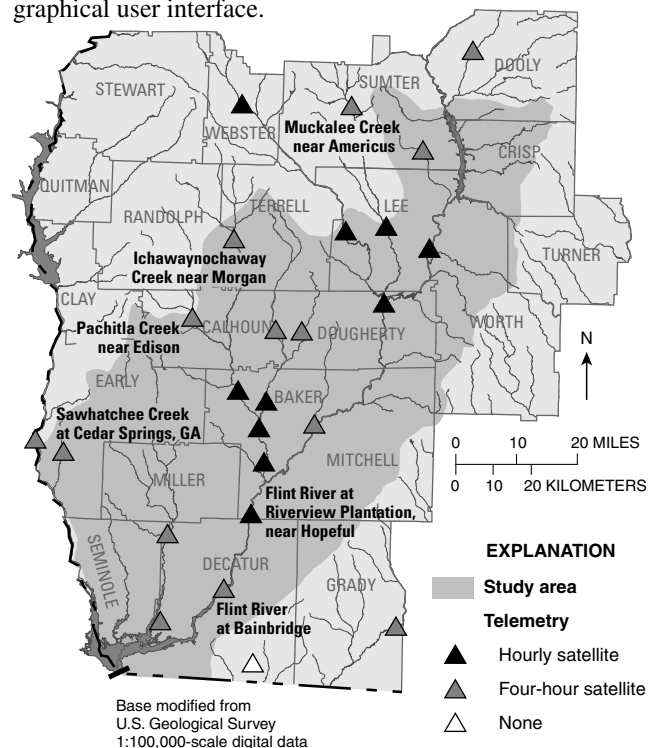 graphical user interface.
STEWART
WEBSTER
SUMTER
DOOLY
Muckalee Creek
near Americus
CRISP
QUITMAN
RANDOLPH
TERRELL
LEE
Ichawaynochaway
Creek near Morgan
TURNER
CLAY
Pachitla Creek
near Edison
CALHOUN
DOUGHERTY
WORTH
N
EARLY
BAKER
Sawhatchee Creek
at Cedar Springs, GA
MITCHELL
0 10 20 MILES
0 10 20 KILOMETERS
MILLER
Flint River at
Riverview Plantation,
near Hopeful
SEMINOLE
DECATUR
GRADY
Flint River
at Bainbridge
EXPLANATION
Study area
Telemetry
Hourly satellite
Four-hour satellite
None
Base modified from
U.S. Geological Survey
1:100,000-scale digital data